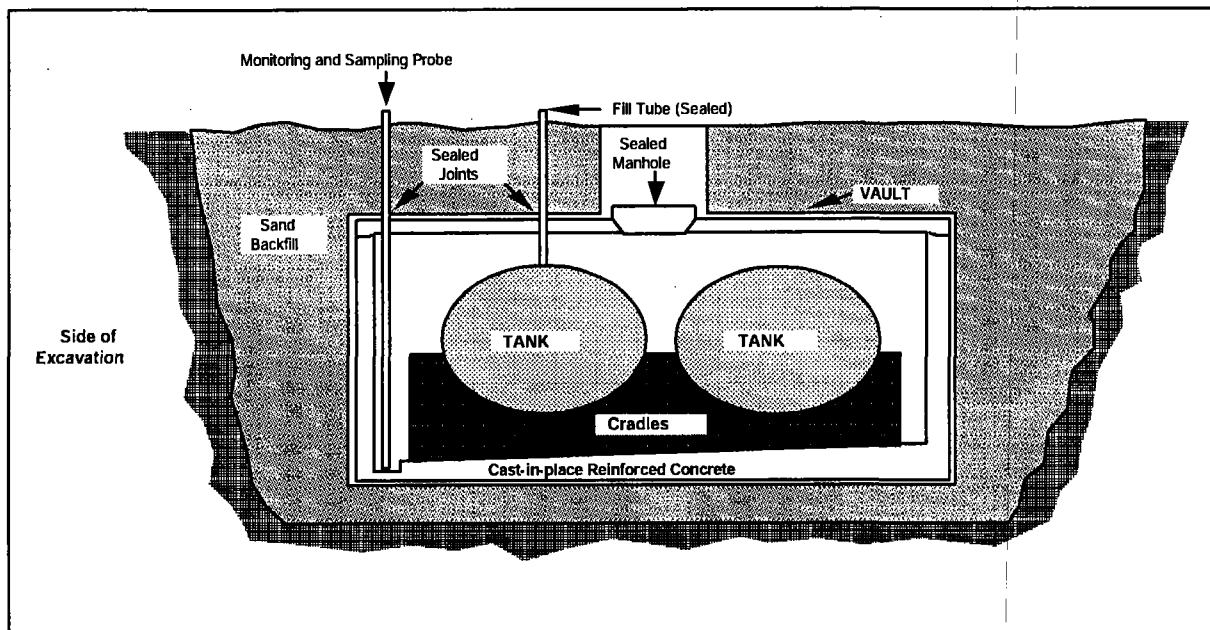 Monitoring and Sampling Probe
Fill Tube (Sealed)
Sealed
Joints
Sealed
Manhole
VAULT
Sand
Backfill
Side of
Excavation
TANK
TANK
Cradles
Cast-in-place Reinforced Concrete